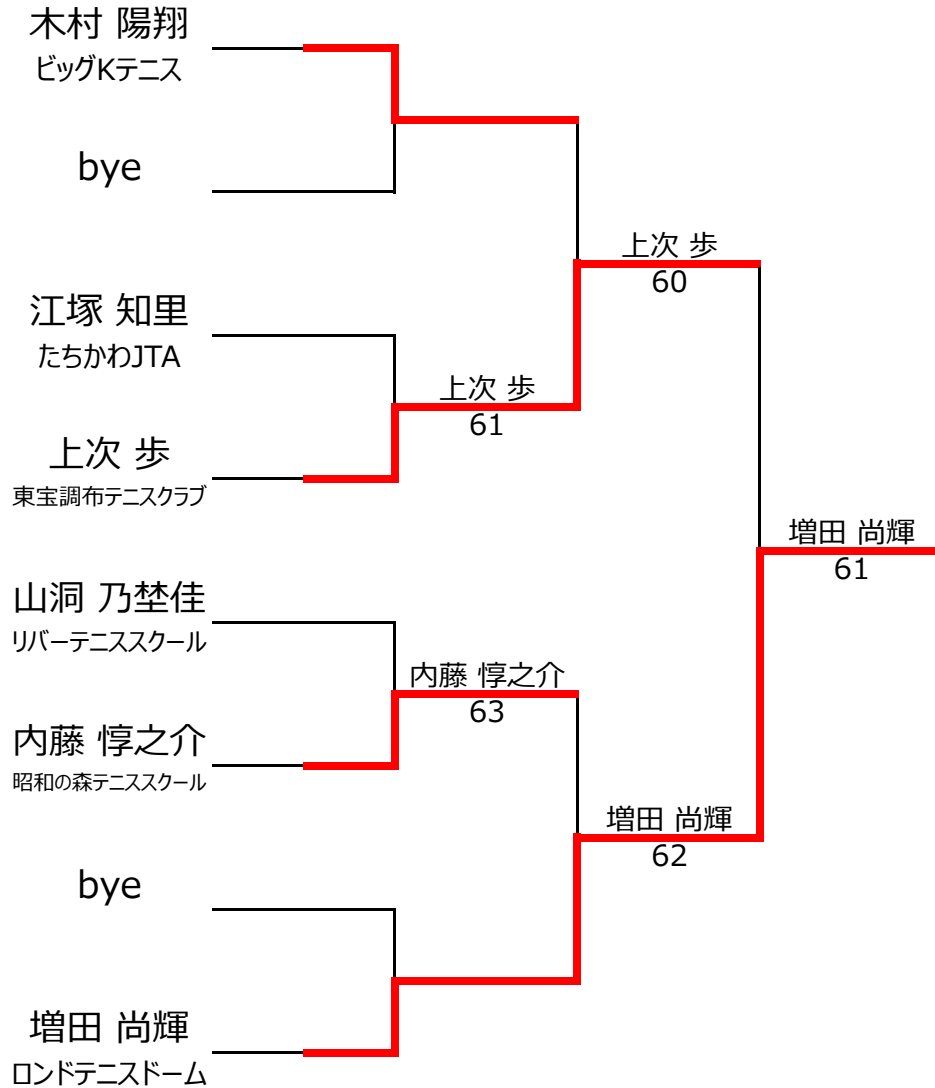 木村 陽翔
ビッグKテニス
bye
上次 歩
60
江塚 知里
たちかわJTA
上次 歩
61
上次 歩
東宝調布テニスクラブ
増田 尚輝
61
山洞 乃埜佳
リバーテニススクール
内藤 惇之介
63
内藤 惇之介
昭和の森テニススクール
増田 尚輝
62
bye
増田 尚輝
ロンドテニスドーム